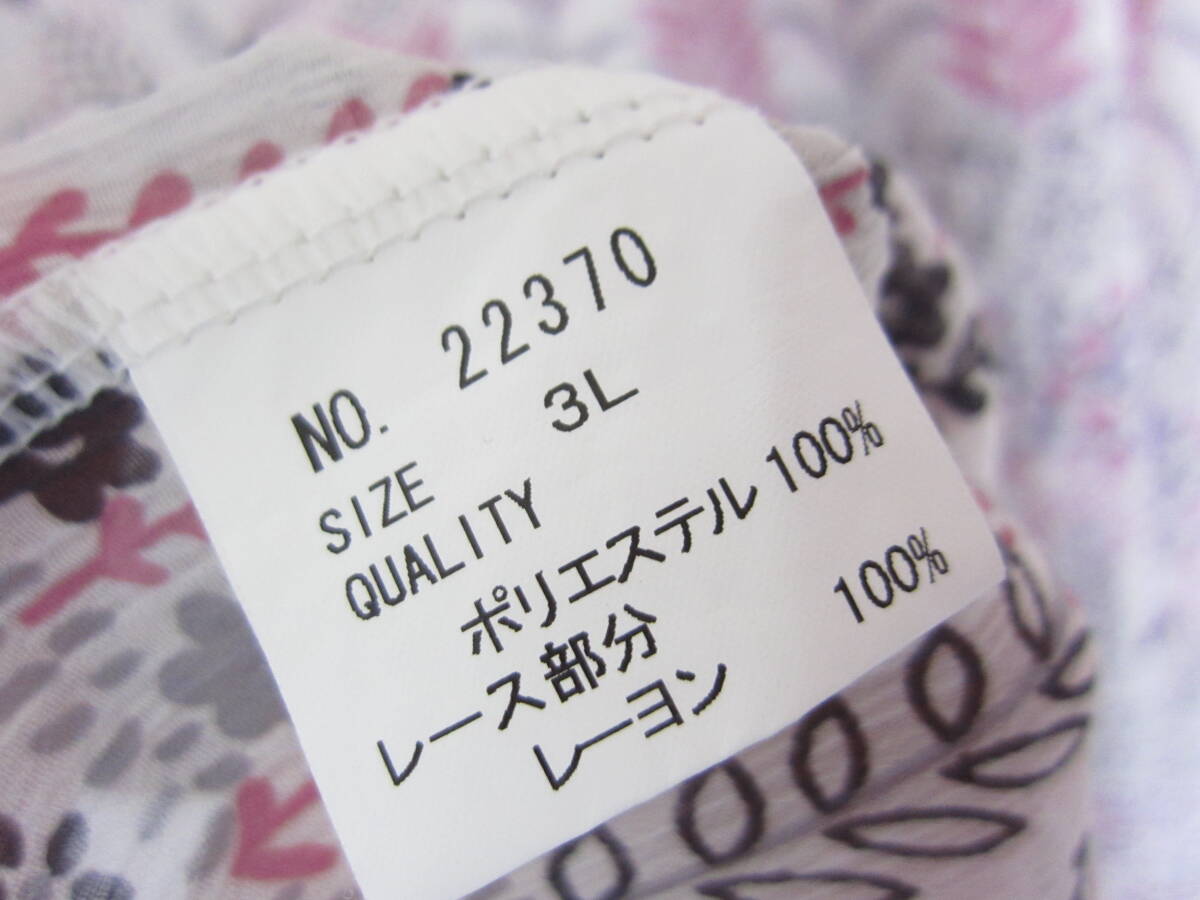 NO. 22370
SIZE 3L
QUALITY
ポリエステル 100%
レース部分
レーヨン 100%